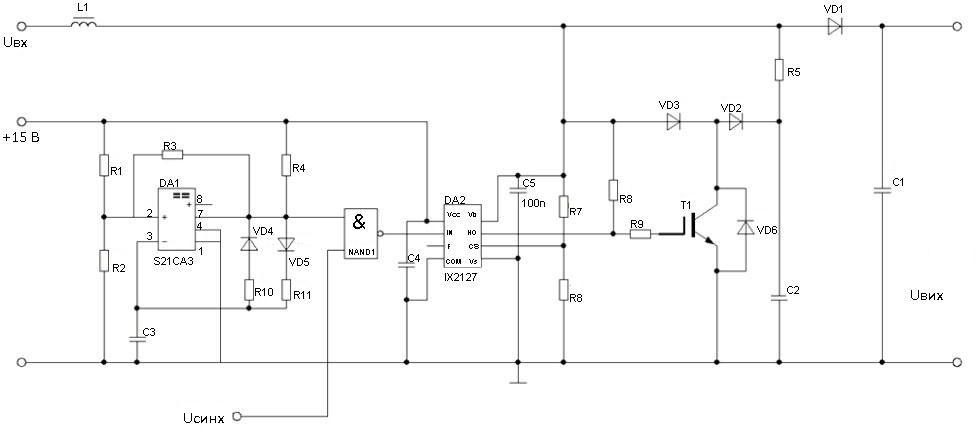 L1
VD1
Uвх
R5
+15 В
VD3
VD2
R3
R1
R4
DA1
8
+
2
+
7
4
3
–
1
S21CA3
R2
VD4
VD5
R10
R11
C3
&
NAND1
C4
DA2
Vcc
Vb
IN
HO
F
CS
COM
Vs
IX2127
C5
100n
R7
R8
R8
R9
T1
VD6
C1
C2
Uвих
Uсинх